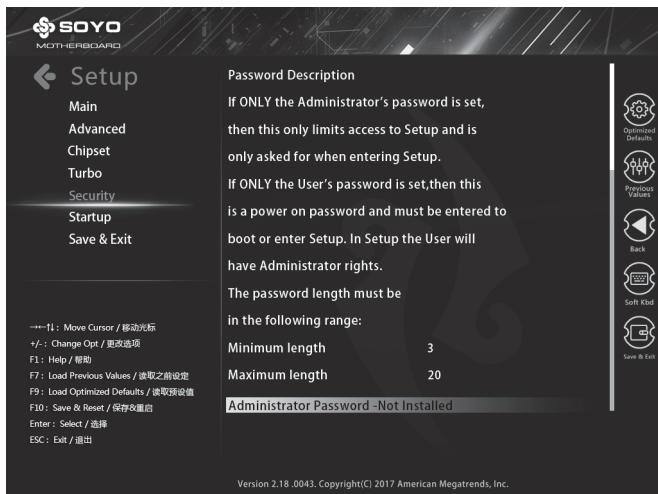 SOYO
MOTHERBOARD
Setup
Main
Advanced
Chipset
Turbo
Security
Startup
Save & Exit
→←↑↓: Move Cursor / 移动光标
+/-: Change Opt / 更改选项
F1: Help / 帮助
F7: Load Previous Values / 读取之前设定
F9: Load Optimized Defaults / 读取预设值
F10: Save & Reset / 保存&重启
Enter: Select / 选择
ESC: Exit / 退出
Password Description
If ONLY the Administrator's password is set,
then this only limits access to Setup and is
only asked for when entering Setup.
If ONLY the User's password is set,then this
is a power on password and must be entered to
boot or enter Setup. In Setup the User will
have Administrator rights.
The password length must be
in the following range:
Minimum length 3
Maximum length 20
Administrator Password -Not Installed
Optimized
Defaults
Previous
Values
Back
Soft Kbd
Save & Exit
Version 2.18 .0043. Copyright(C) 2017 American Megatrends, Inc.